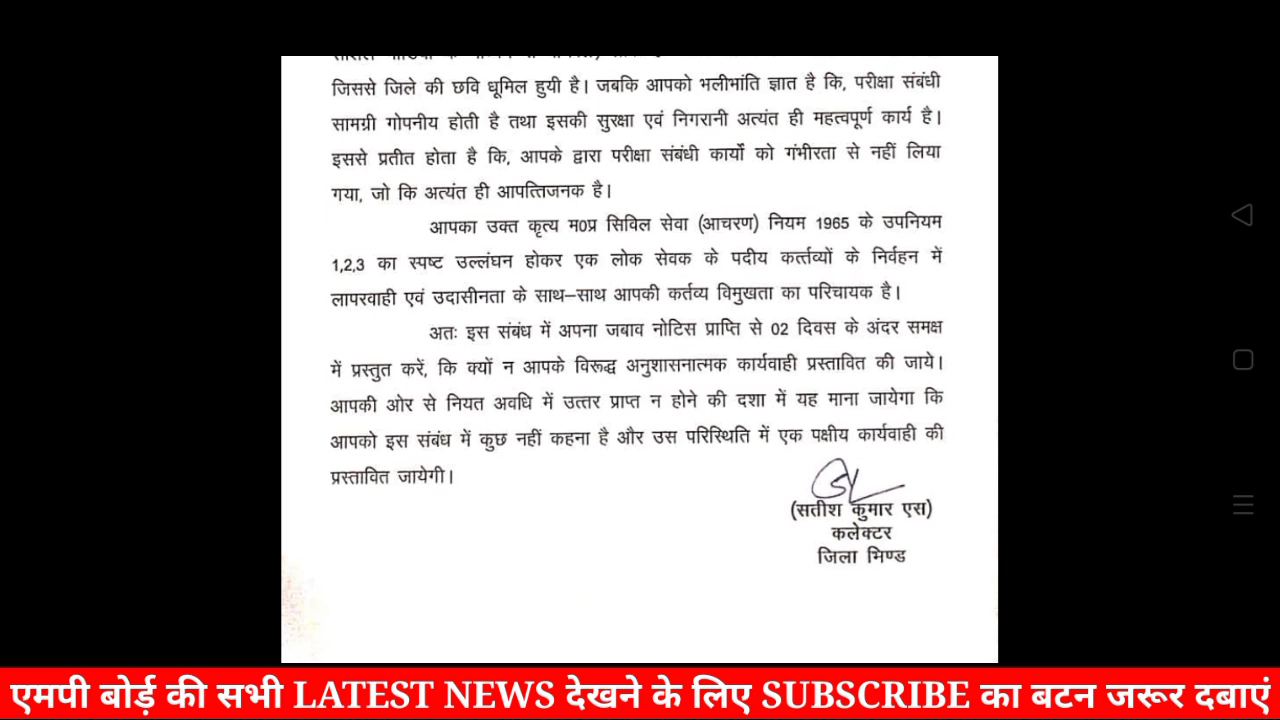 जिससे जिले की छवि धूमिल हुयी है। जबकि आपको भलीभांति ज्ञात है कि, परीक्षा संबंधी
सामग्री गोपनीय होती है तथा इसकी सुरक्षा एवं निगरानी अत्यंत ही महत्वपूर्ण कार्य है।
इससे प्रतीत होता है कि, आपके द्वारा परीक्षा संबंधी कार्यों को गंभीरता से नहीं लिया
गया, जो कि अत्यंत ही आपत्तिजनक है।
आपका उक्त कृत्य म0प्र सिविल सेवा (आचरण) नियम 1965 के उपनियम
1,2,3 का स्पष्ट उल्लंघन होकर एक लोक सेवक के पदीय कर्त्तव्यों के निर्वहन में
लापरवाही एवं उदासीनता के साथ–साथ आपकी कर्तव्य विमुखता का परिचायक है।
अतः इस संबंध में अपना जबाव नोटिस प्राप्ति से 02 दिवस के अंदर समक्ष
में प्रस्तुत करें, कि क्यों न आपके विरूद्ध अनुशासनात्मक कार्यवाही प्रस्तावित की जाये।
आपकी ओर से नियत अवधि में उत्तर प्राप्त न होने की दशा में यह माना जायेगा कि
आपको इस संबंध में कुछ नहीं कहना है और उस परिस्थिति में एक पक्षीय कार्यवाही की
प्रस्तावित जायेगी।
(सतीश कुमार एस)
कलेक्टर
जिला भिण्ड
एमपी बोर्ड़ की सभी LATEST NEWS देखने के लिए SUBSCRIBE का बटन जरूर दबाएं